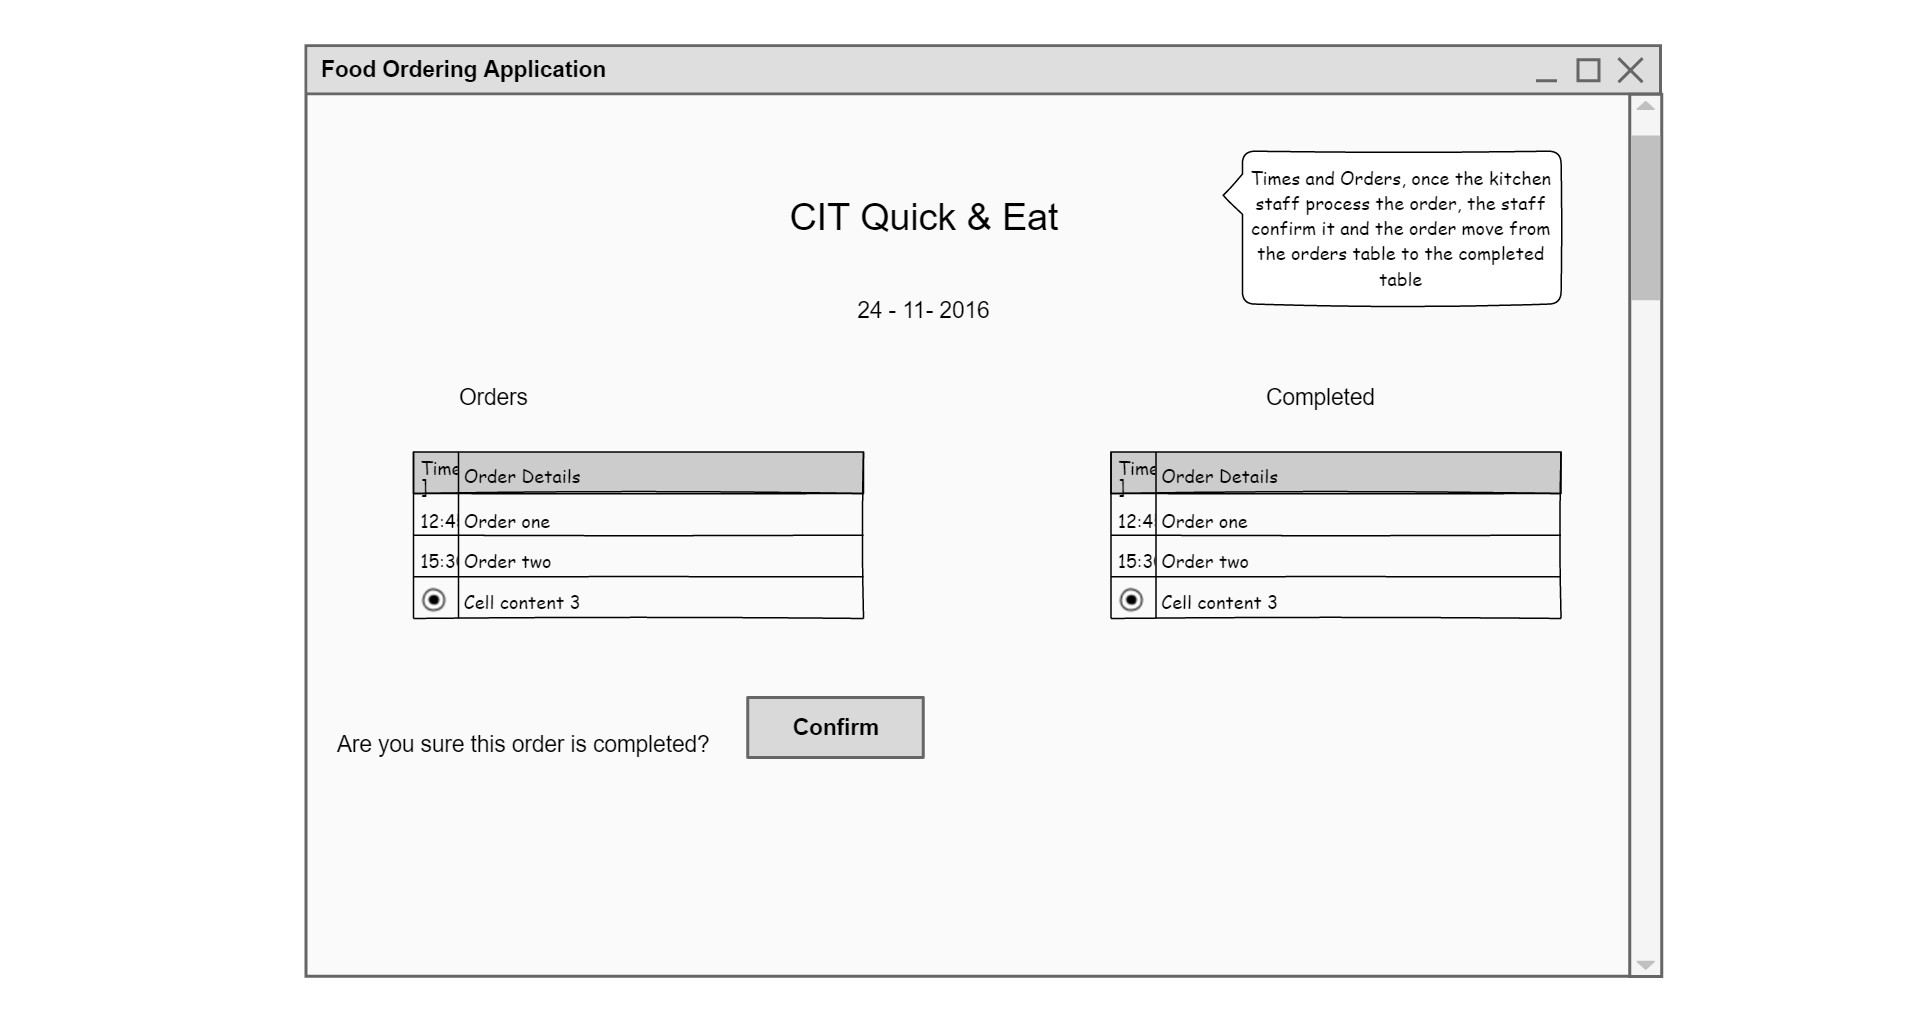 Food Ordering Application
Times and Orders, once the kitchen
staff process the order, the staff
confirm it and the order move from
the orders table to the completed
table
CIT Quick & Eat
24 - 11- 2016
Orders
Completed
Time Order Details
]
12:4 Order one
15:3 Order two
Cell content 3
Time Order Details
]
12:4 Order one
15:3 Order two
Cell content 3
Are you sure this order is completed?
Confirm